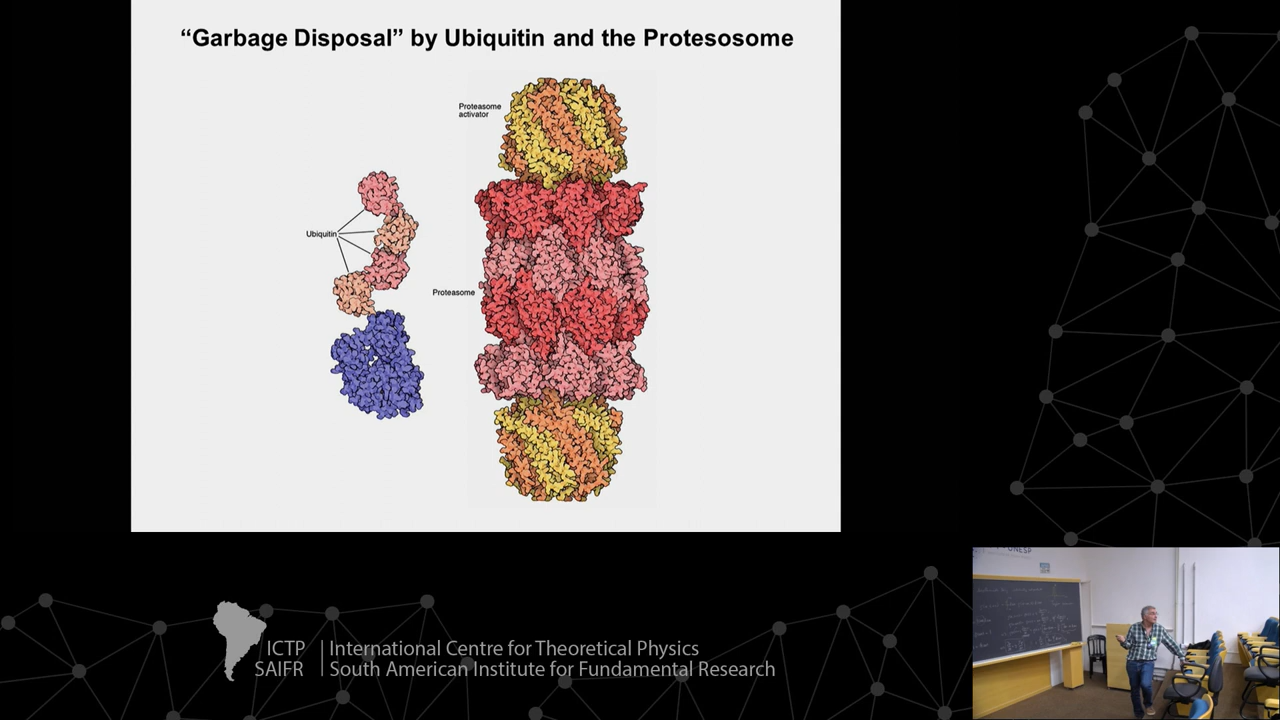 “Garbage Disposal” by Ubiquitin and the Protesosome
Proteasome
activator
Ubiquitin
Proteasome
UNESP
ICTP
SAIFR
International Centre for Theoretical Physics
South American Institute for Fundamental Research